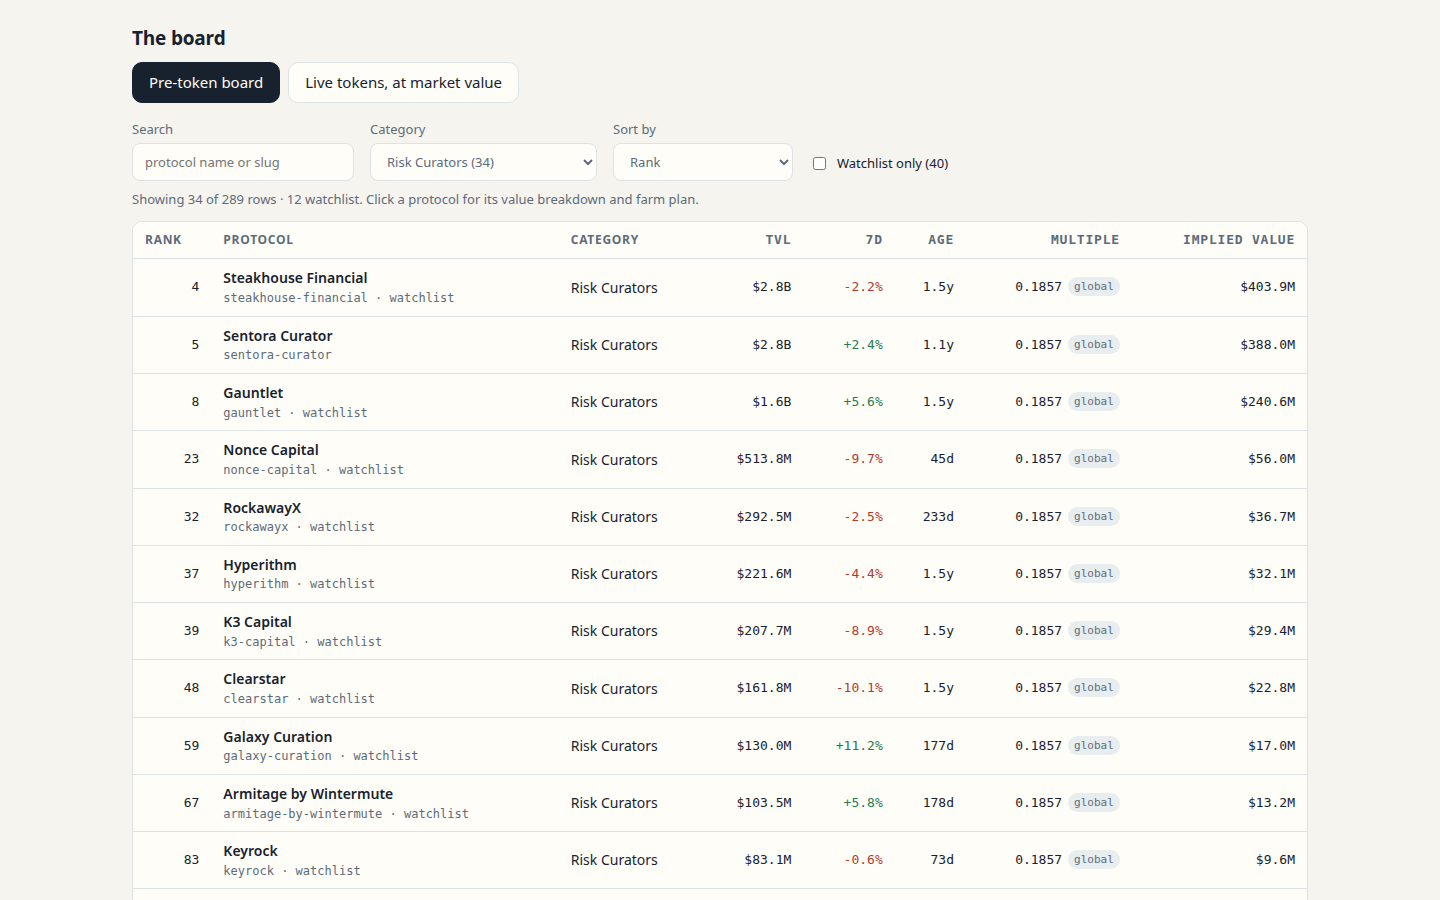 The board
Pre-token board
Live tokens, at market value
Search
Category
Sort by
protocol name or slug
Risk Curators (34)
Rank
Watchlist only (40)
Showing 34 of 289 rows · 12 watchlist. Click a protocol for its value breakdown and farm plan.
RANK PROTOCOL CATEGORY TVL 7D AGE MULTIPLE IMPLIED VALUE
4 Steakhouse Financial Risk Curators $2.8B -2.2% 1.5y 0.1857 global $403.9M
steakhouse-financial · watchlist
5 Sentora Curator Risk Curators $2.8B +2.4% 1.1y 0.1857 global $388.0M
sentora-curator
8 Gauntlet Risk Curators $1.6B +5.6% 1.5y 0.1857 global $240.6M
gauntlet · watchlist
23 Nonce Capital Risk Curators $513.8M -9.7% 45d 0.1857 global $56.0M
nonce-capital · watchlist
32 RockawayX Risk Curators $292.5M -2.5% 233d 0.1857 global $36.7M
rockawayx · watchlist
37 Hyperithm Risk Curators $221.6M -4.4% 1.5y 0.1857 global $32.1M
hyperithm · watchlist
39 K3 Capital Risk Curators $207.7M -8.9% 1.5y 0.1857 global $29.4M
k3-capital · watchlist
48 Clearstar Risk Curators $161.8M -10.1% 1.5y 0.1857 global $22.8M
clearstar · watchlist
59 Galaxy Curation Risk Curators $130.0M +11.2% 177d 0.1857 global $17.0M
galaxy-curation · watchlist
67 Armitage by Wintermute Risk Curators $103.5M +5.8% 178d 0.1857 global $13.2M
armitage-by-wintermute · watchlist
83 Keyrock Risk Curators $83.1M -0.6% 73d 0.1857 global $9.6M
keyrock · watchlist